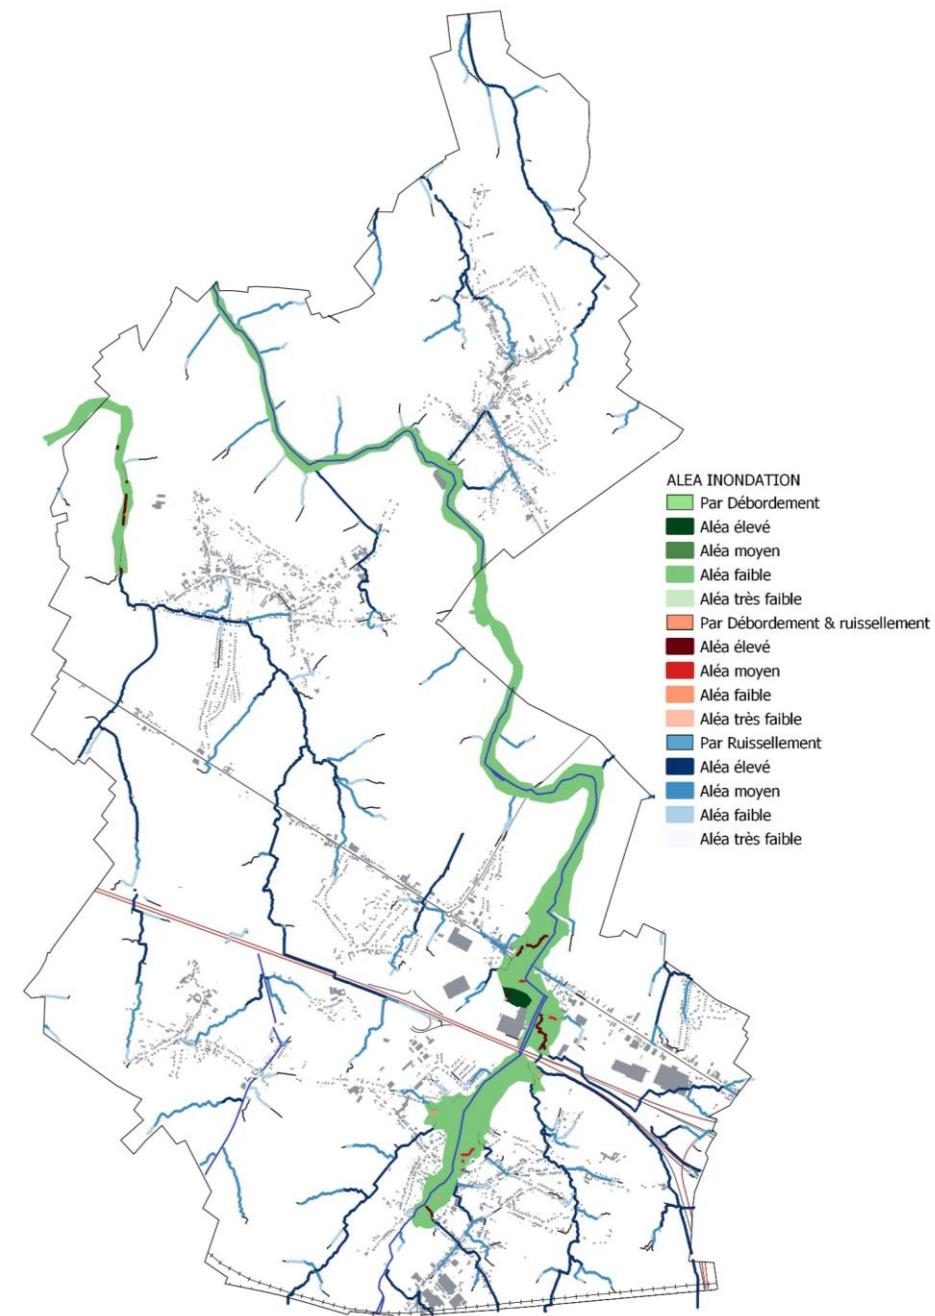 ALEA INONDATION
Par Débordement
Aléa élevé
Aléa moyen
Aléa faible
Aléa très faible
Par Débordement & ruissellement
Aléa élevé
Aléa moyen
Aléa faible
Aléa très faible
Par Ruissellement
Aléa élevé
Aléa moyen
Aléa faible
Aléa très faible